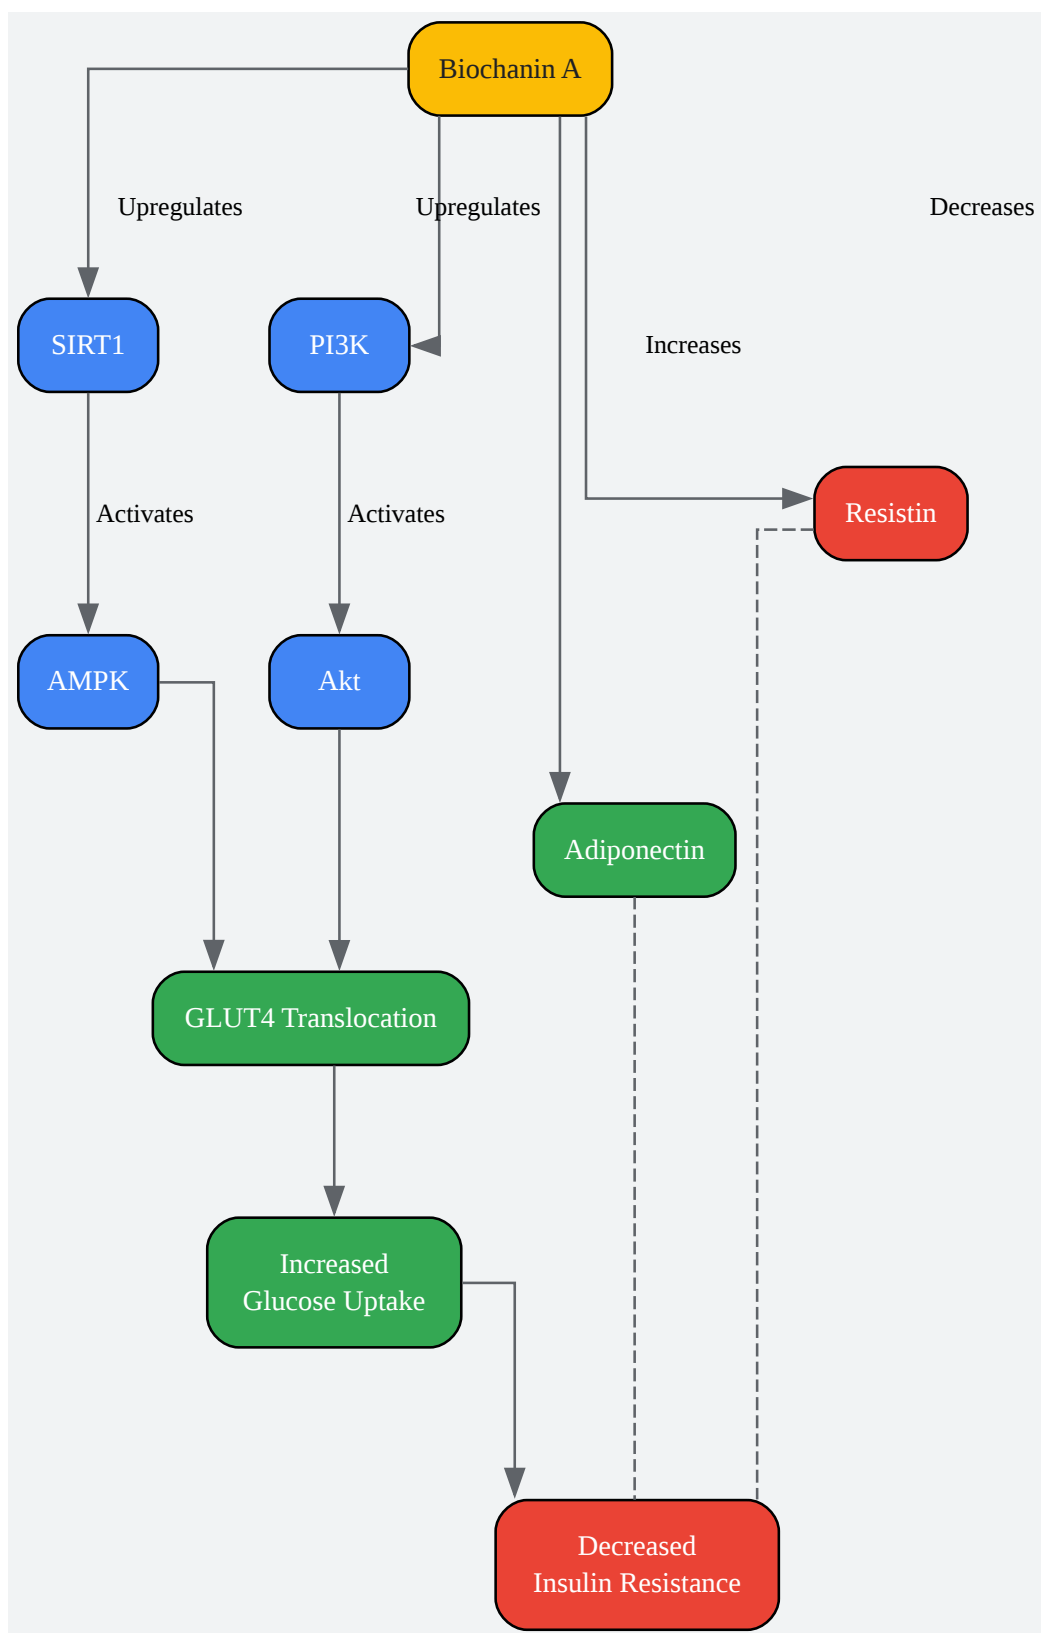 Biochanin A
Upregulates
Upregulates
Decreases
SIRT1
PI3K
Increases
Activates
Activates
Resistin
AMPK
Akt
Adiponectin
GLUT4 Translocation
Increased
Glucose Uptake
Decreased
Insulin Resistance